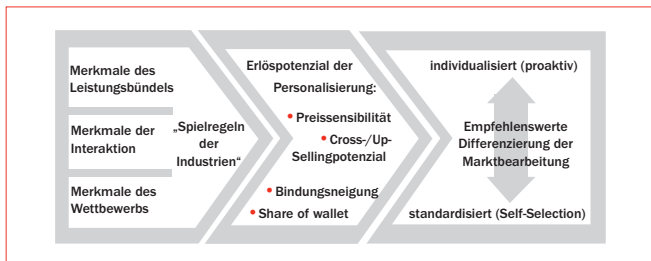 Merkmale des
Leistungsbündels
Merkmale der
Interaktion
Merkmale des
Wettbewerbs
„Spielregeln
der
Industrien“
Erlöspotenzial der
Personalisierung:
• Preissensibilität
• Cross-/Up-
Sellingpotenzial
• Bindungsneigung
• Share of wallet
individualisiert (proaktiv)
Empfehlenswerte
Differenzierung der
Marktbearbeitung
standardisiert (Self-Selection)